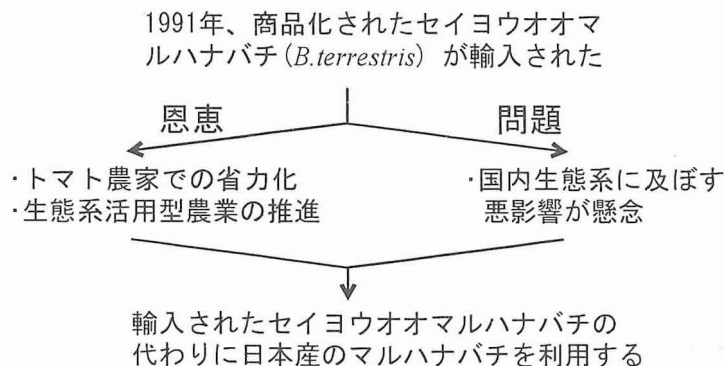 1991年、商品化されたセイヨウオオマ
ルハナバチ(B.terrestris) が輸入された
恩恵
問題
・トマト農家での省力化
・生態系活用型農業の推進
・国内生態系に及ぼす
悪影響が懸念
輸入されたセイヨウオオマルハナバチの
代わりに日本産のマルハナバチを利用する